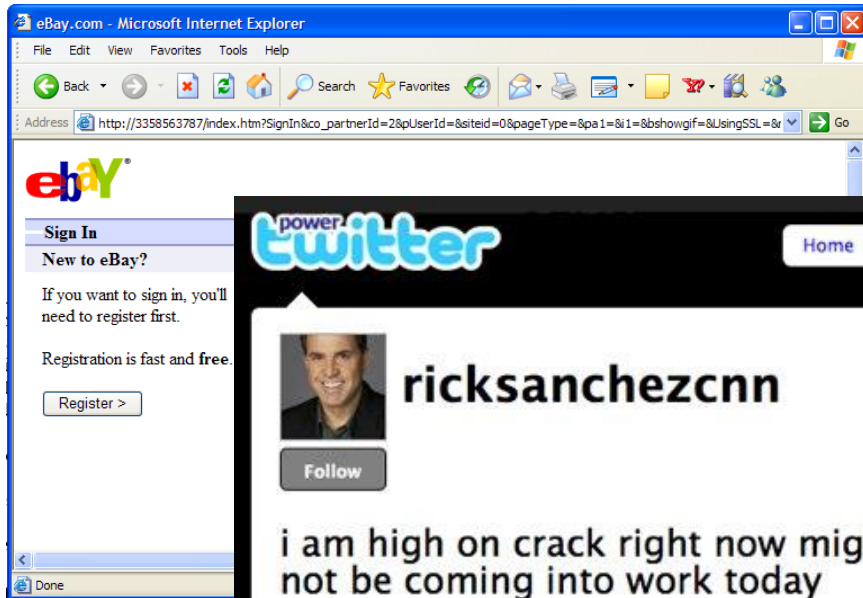 eBay.com - Microsoft Internet Explorer
File Edit View Favorites Tools Help
Back Search Favorites
Address http://3358563787/index.htm?SignIn&co_partnerId=2&pUserId=&siteid=0&pageType=&pa1=&i1=&bshowgif=&UsingSSL=&r Go
ebaY
Sign In
New to eBay?
If you want to sign in, you'll
need to register first.
Registration is fast and free.
Register >
Done
power
twitter
Home
ricksanchezcnn
Follow
i am high on crack right now mig
not be coming into work today